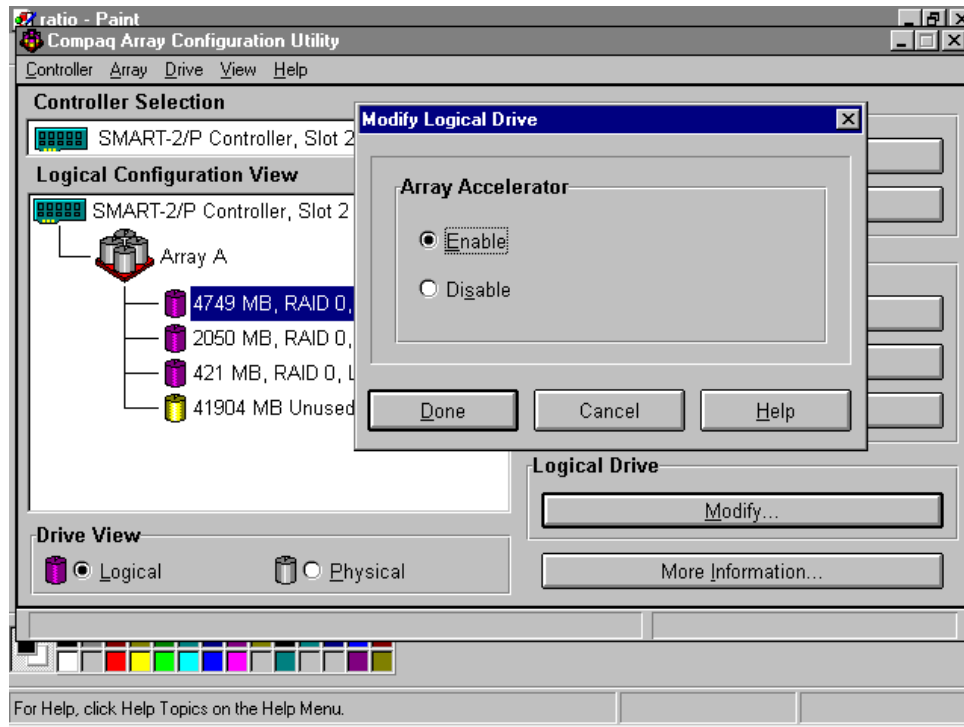 ratio - Paint
Compaq Array Configuration Utility
Controller Array Drive View Help
Controller Selection
SMART-2/P Controller, Slot 2
Logical Configuration View
SMART-2/P Controller, Slot 2
Array A
4749 MB, RAID 0,
2050 MB, RAID 0,
421 MB, RAID 0, L
41904 MB Unused
Drive View
Logical
Physical
Modify Logical Drive
Array Accelerator
Enable
Disable
Done Cancel Help
Logical Drive
Modify...
More Information...
For Help, click Help Topics on the Help Menu.